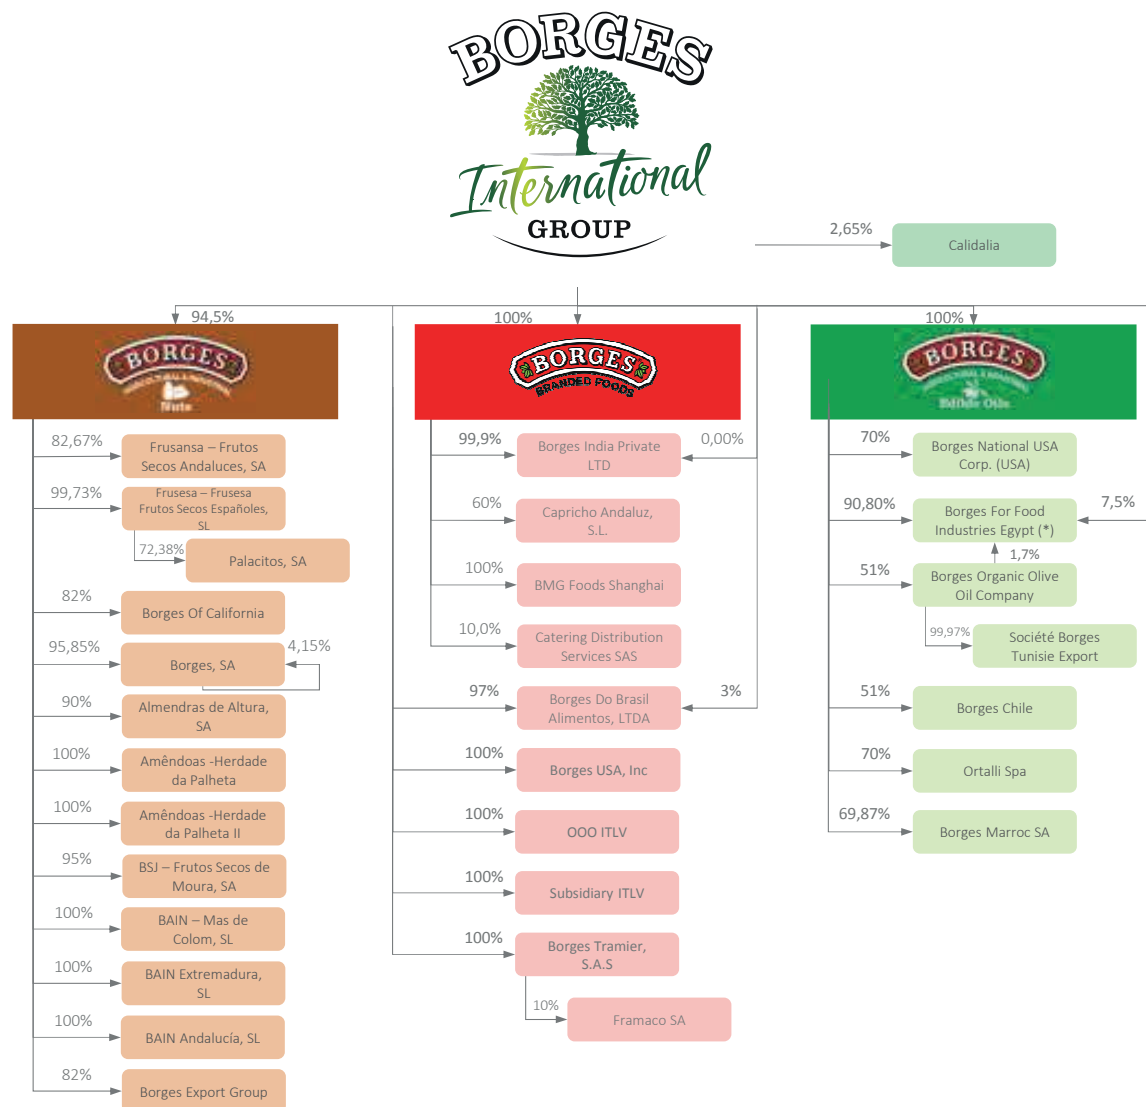 BORGES
International
GROUP
2,65%
Calidalia
94,5%
100%
100%
BORGES
Nuts
BORGES
BRANDED FOODS
BORGES
Edible Oils
82,67%
Frusansa – Frutos
Secos Andaluces, SA
99,73%
Frusesa – Frusesa
Frutos Secos Españoles,
SL
72,38%
Palacitos, SA
82%
Borges Of California
95,85%
Borges, SA
4,15%
90%
Almendras de Altura,
SA
100%
Amêndoas -Herdade
da Palheta
100%
Amêndoas -Herdade
da Palheta II
95%
BSJ – Frutos Secos de
Moura, SA
100%
BAIN – Mas de
Colom, SL
100%
BAIN Extremadura,
SL
100%
BAIN Andalucía, SL
82%
Borges Export Group
99,9%
Borges India Private
LTD
0,00%
60%
Capricho Andaluz,
S.L.
100%
BMG Foods Shanghai
10,0%
Catering Distribution
Services SAS
97%
Borges Do Brasil
Alimentos, LTDA
3%
100%
Borges USA, Inc
100%
OOO ITLV
100%
Subsidiary ITLV
100%
Borges Tramier,
S.A.S
10%
Framaco SA
70%
Borges National USA
Corp. (USA)
90,80%
Borges For Food
Industries Egypt (*)
7,5%
1,7%
51%
Borges Organic Olive
Oil Company
99,97%
Société Borges
Tunisie Export
51%
Borges Chile
70%
Ortalli Spa
69,87%
Borges Marroc SA